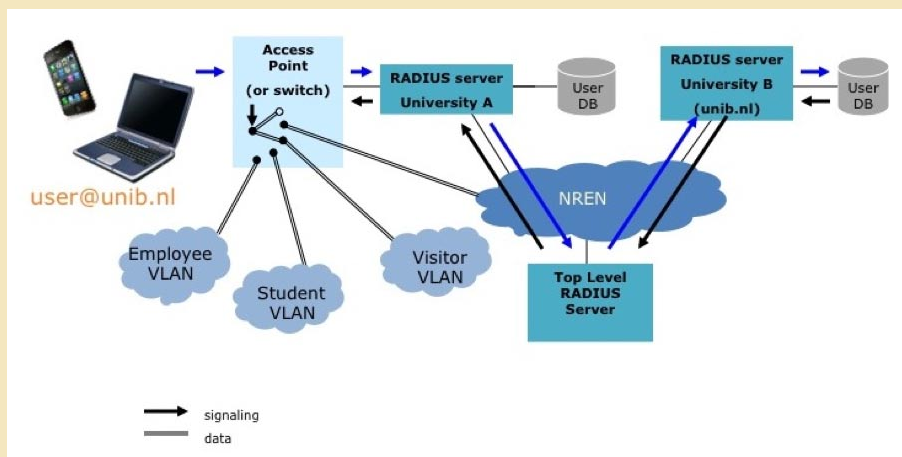 Access
Point
(or switch)
RADIUS server
University A
User
DB
RADIUS server
University B
(unib.nl)
User
DB
user@unib.nl
NREN
Employee
VLAN
Student
VLAN
Visitor
VLAN
Top Level
RADIUS
Server
signaling
data